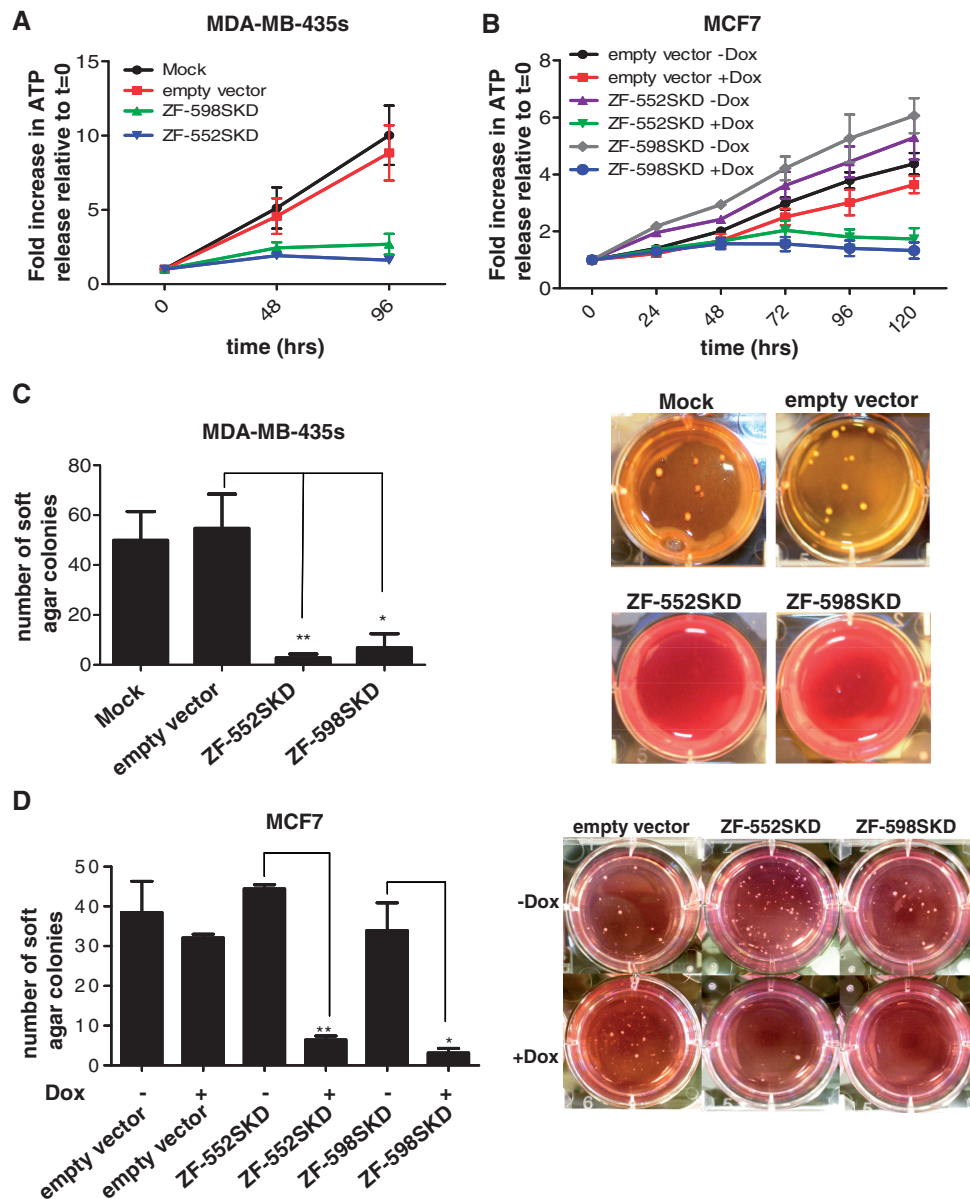 A
MDA-MB-435s
Fold increase in ATP
release relative to t=0
15
10
5
0
Mock
empty vector
ZF-598SKD
ZF-552SKD
0
48
96
time (hrs)
B
MCF7
Fold increase in ATP
release relative to t=0
8
6
4
2
0
empty vector -Dox
empty vector +Dox
ZF-552SKD -Dox
ZF-552SKD +Dox
ZF-598SKD -Dox
ZF-598SKD +Dox
0
24
48
72
96
120
time (hrs)
C
MDA-MB-435s
number of soft
agar colonies
80
60
40
20
0
**
*
Mock
empty vector
ZF-552SKD
ZF-598SKD
Mock
empty vector
ZF-552SKD
ZF-598SKD
D
MCF7
number of soft
agar colonies
50
40
30
20
10
0
**
*
Dox - + - + - +
empty vector
empty vector
ZF-552SKD
ZF-552SKD
ZF-598SKD
ZF-598SKD
empty vector
ZF-552SKD
ZF-598SKD
-Dox
+Dox